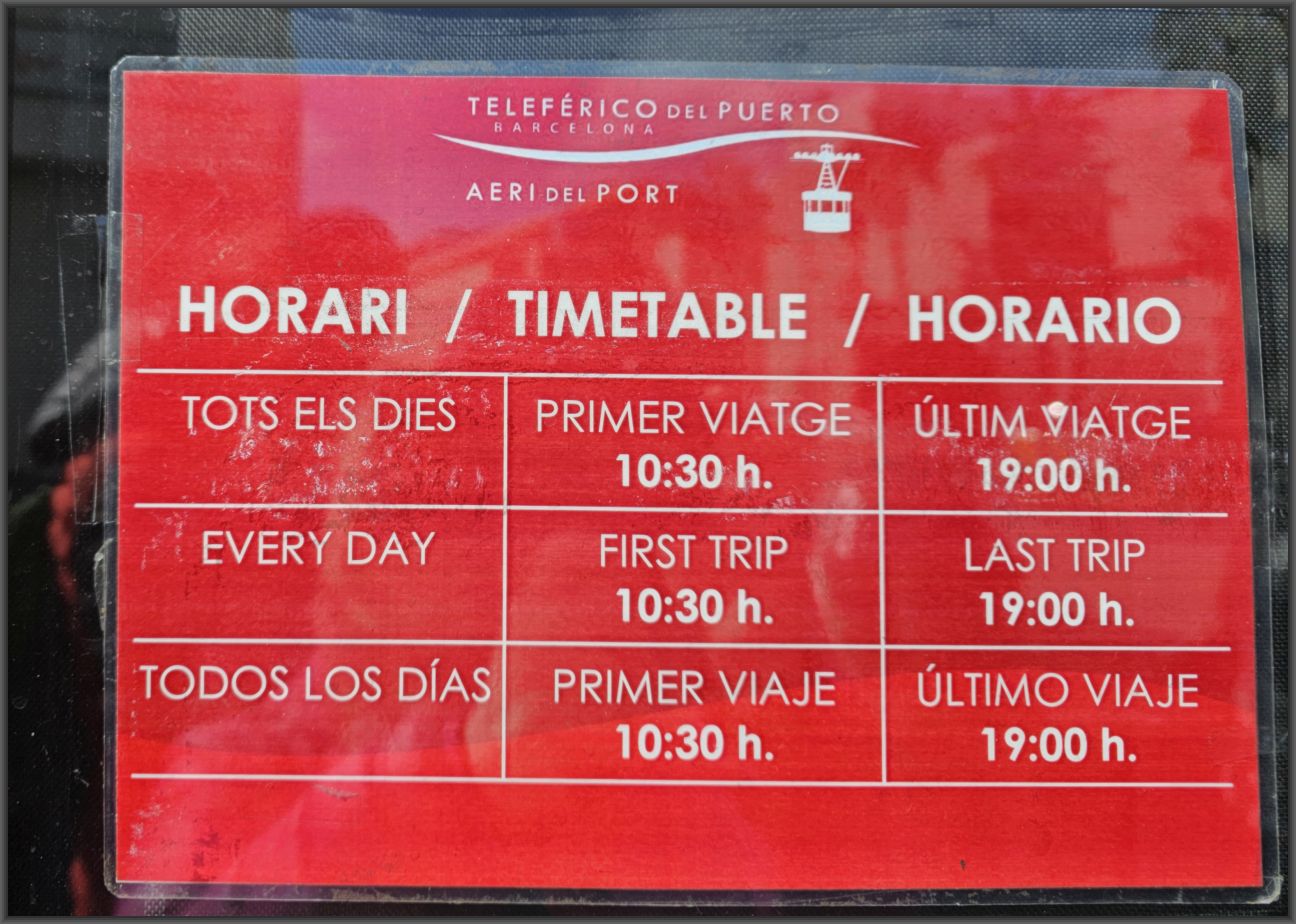 TELEFÉRICO DEL PUERTO
BARCELONA
AERI DEL PORT
HORARI / TIMETABLE / HORARIO
TOTS ELS DIES
PRIMER VIATGE
10:30 h.
ÚLTIM VIATGE
19:00 h.
EVERY DAY
FIRST TRIP
10:30 h.
LAST TRIP
19:00 h.
TODOS LOS DÍAS
PRIMER VIAJE
10:30 h.
ÚLTIMO VIAJE
19:00 h.